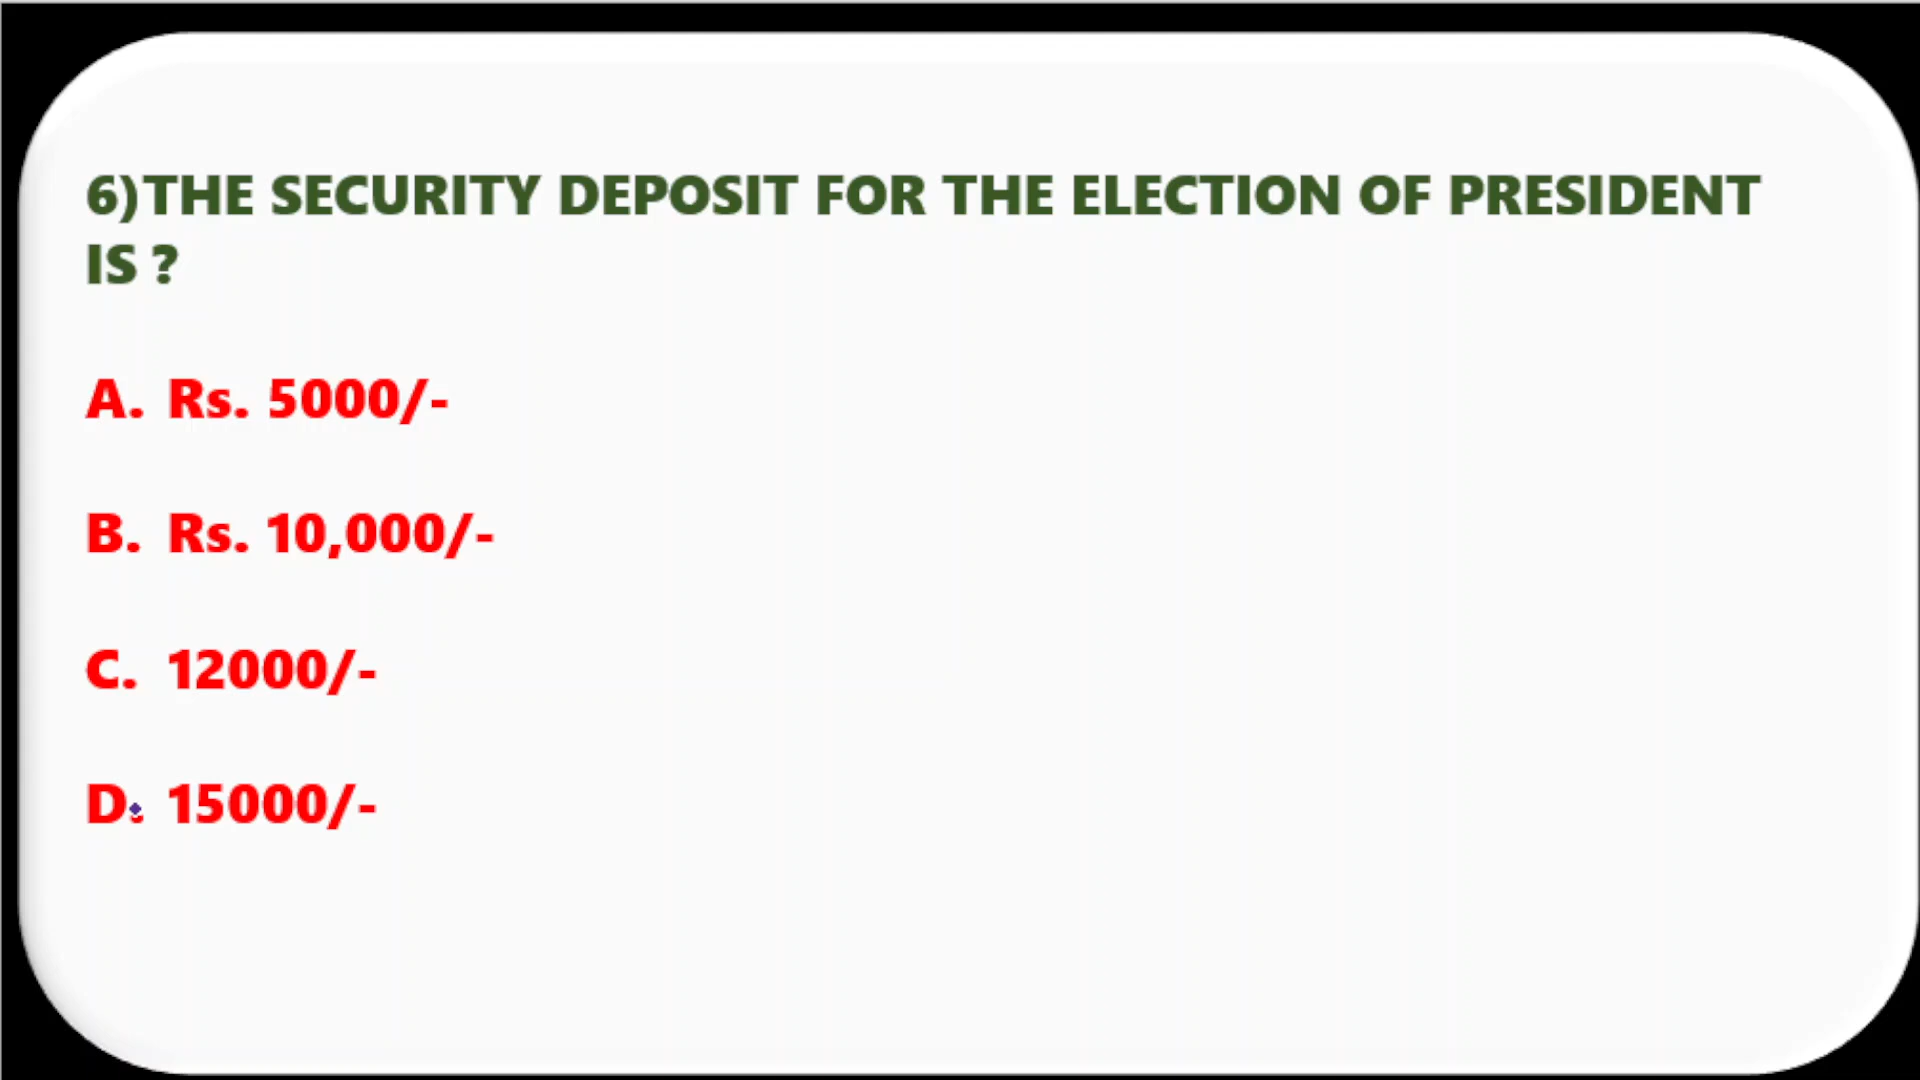 6)THE SECURITY DEPOSIT FOR THE ELECTION OF PRESIDENT
IS ?
A. Rs. 5000/-
B. Rs. 10,000/-
C. 12000/-
D. 15000/-